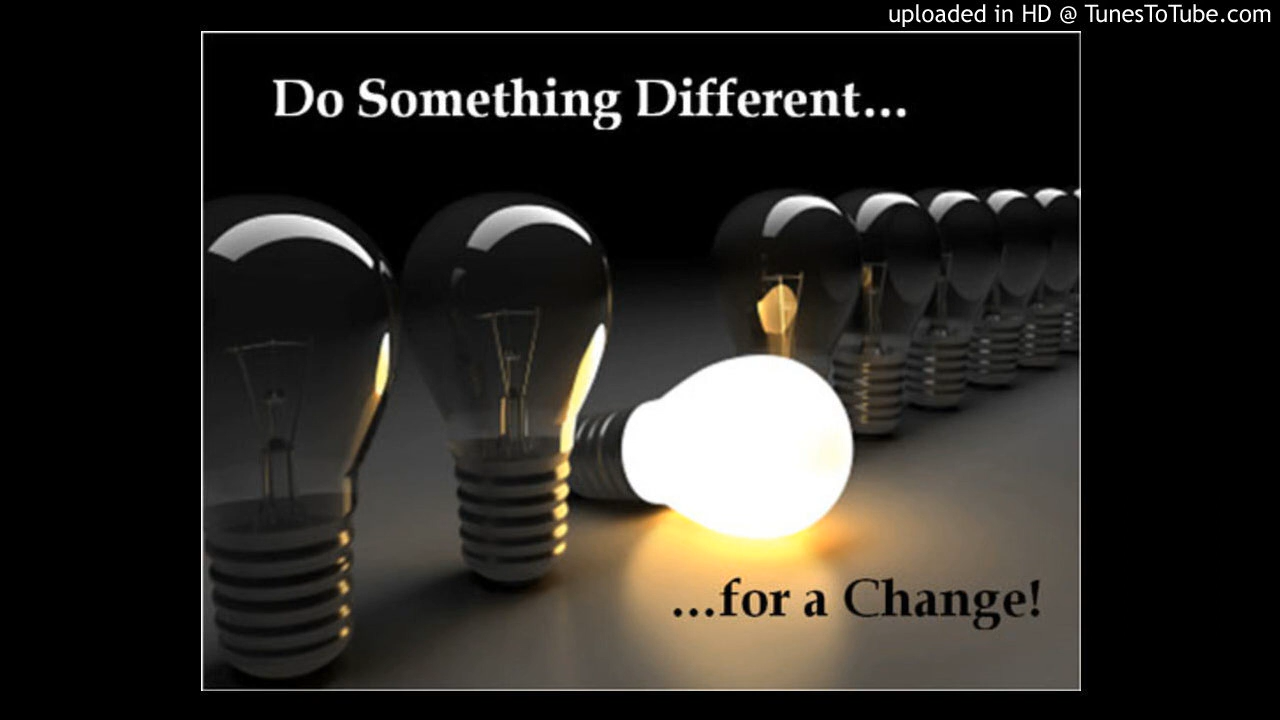 uploaded in HD @ TunesToTube.com
Do Something Different...
...for a Change!